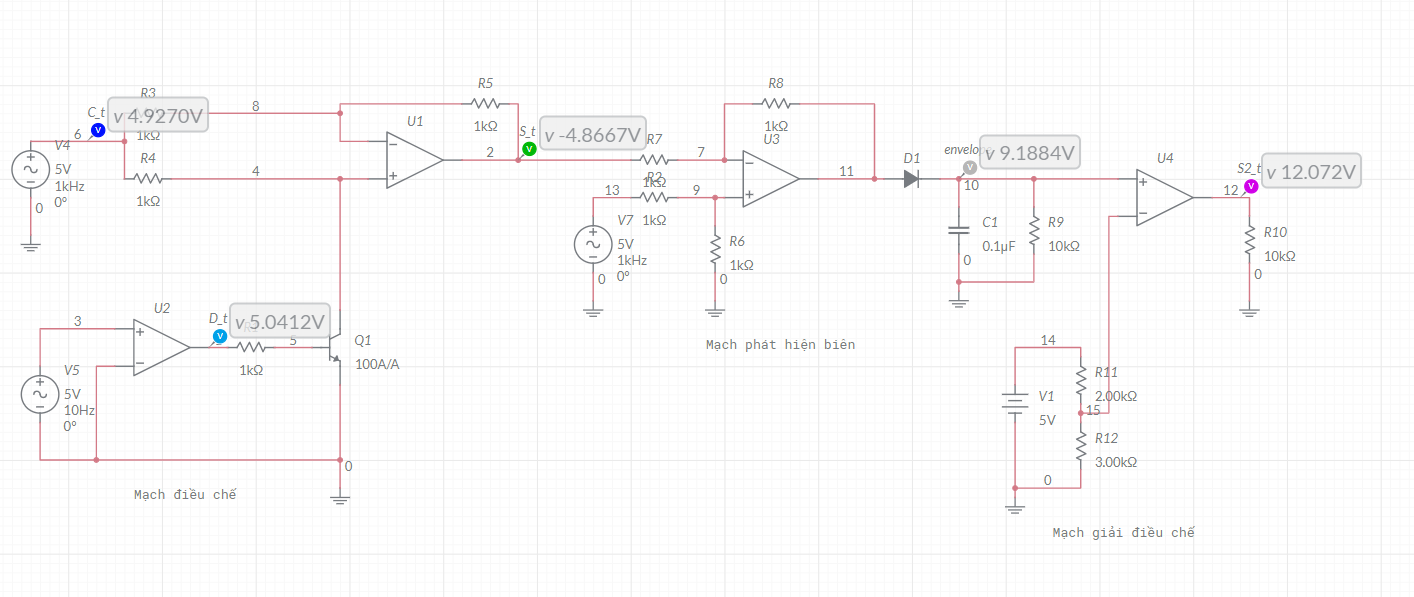 R3
C_t
v 4.9270V
6
8
1kΩ
V4
5V
1kHz
0°
0
R4
4
1kΩ
R5
1kΩ
U1
2
S_t
v -4.8667V
R7
1kΩ
7
R8
1kΩ
U3
R2
1kΩ
13
9
V7
5V
1kHz
0°
0
R6
1kΩ
0
11
D1
envelop
v 9.1884V
10
C1
0.1µF
0
R9
10kΩ
U4
S2_t
v 12.072V
12
R10
10kΩ
0
U2
D_t
v 5.0412V
3
5
1kΩ
Q1
100A/A
V5
5V
10Hz
0°
0
Mạch điều chế
Mạch phát hiện biên
14
V1
5V
R11
2.00kΩ
15
R12
3.00kΩ
0
Mạch giải điều chế